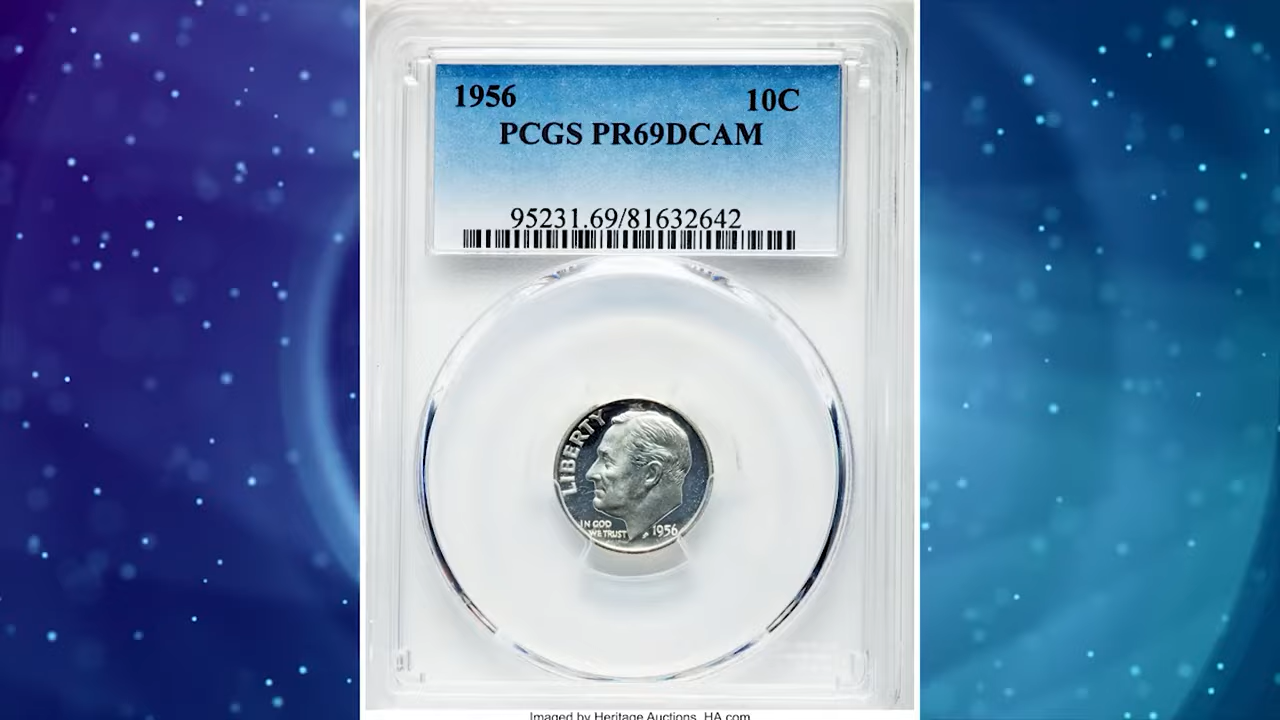 1956 10C
PCGS PR69DCAM
95231.69/81632642
LIBERTY
IN GOD
WE TRUST
1956
Imaged by Heritage Auctions, HA.com